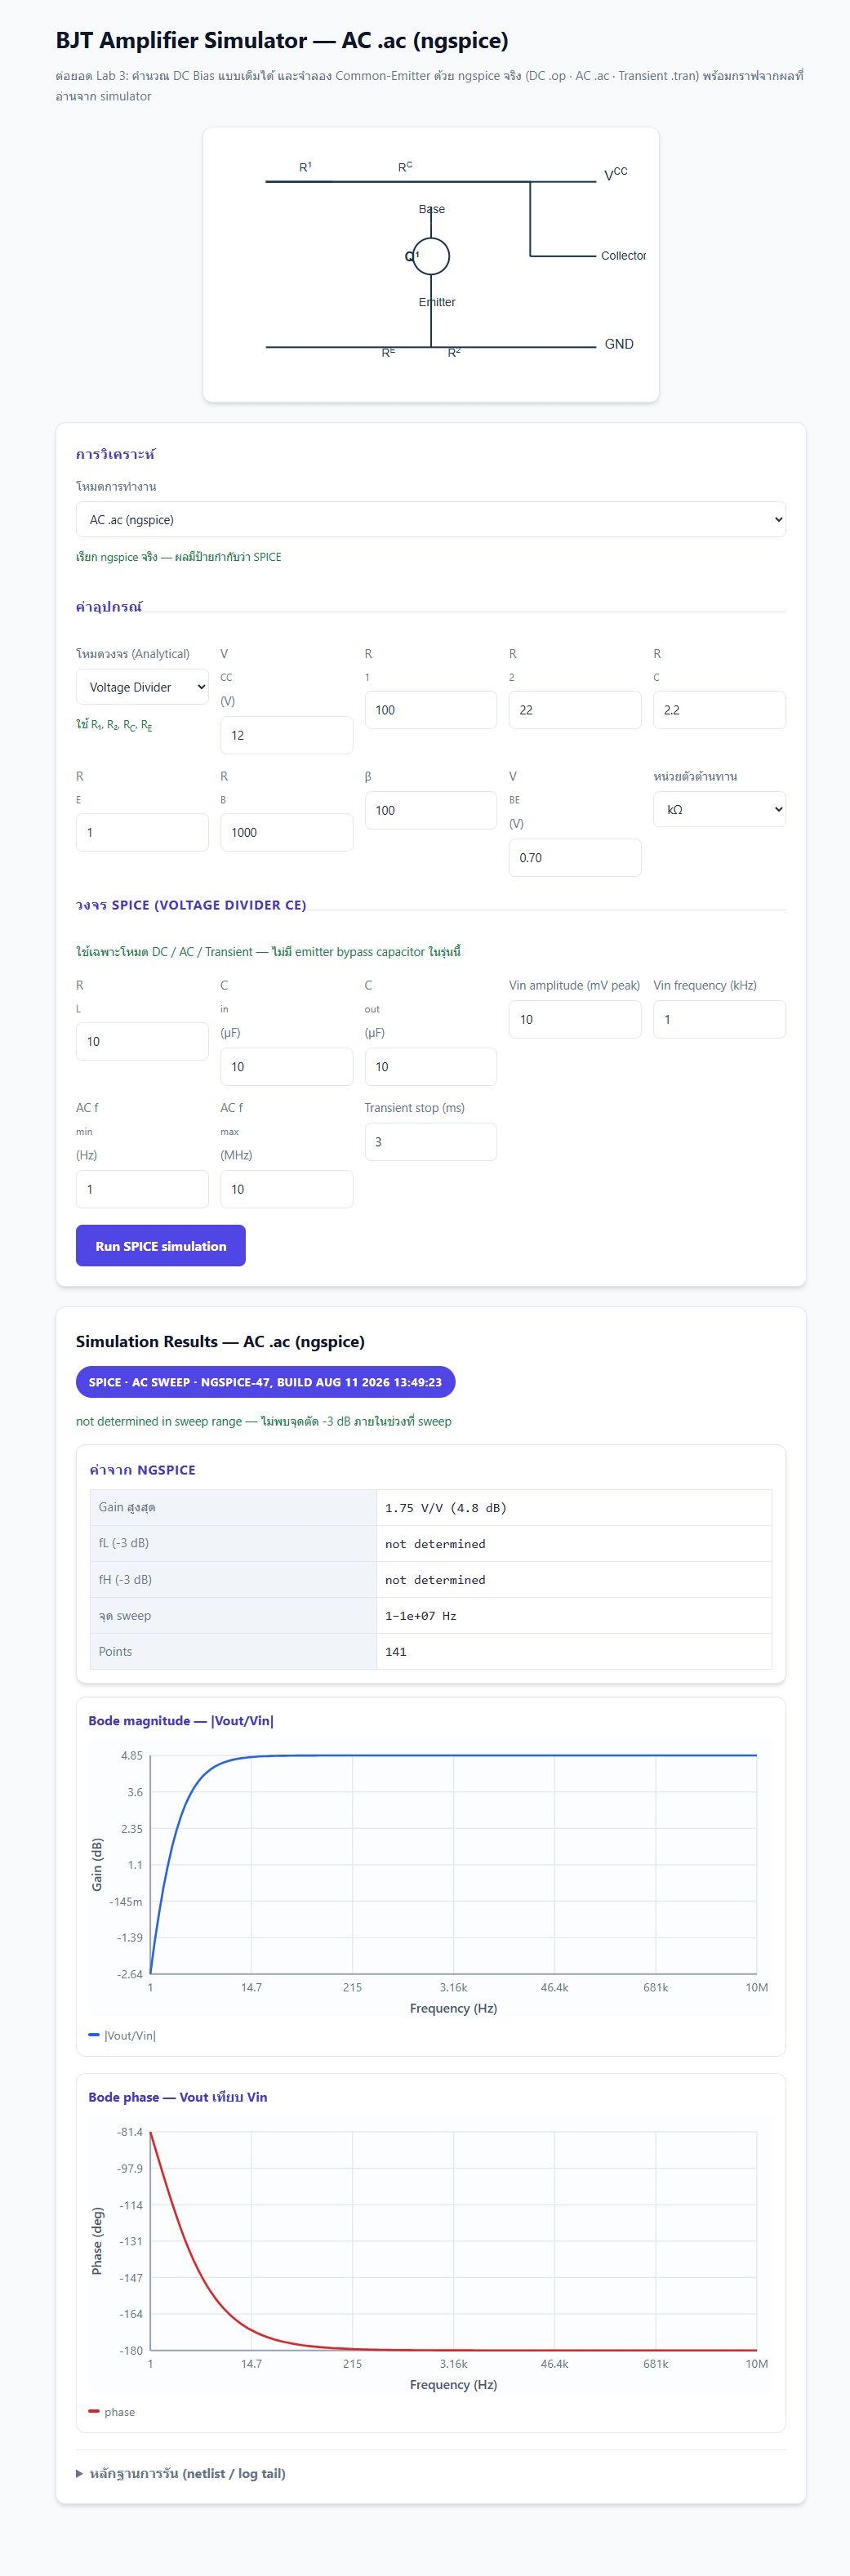 BJT Amplifier Simulator — AC .ac (ngspice)
ต่อยอด Lab 3: คำนวณ DC Bias แบบเดิมได้ และจำลอง Common-Emitter ด้วย ngspice จริง (DC .op · AC .ac · Transient .tran) พร้อมกราฟจากผลที่
อ่านจาก simulator
R1 RC VCC
Base
Q1 Collector
Emitter
RE R2 GND
การวิเคราะห์
โหมดการทำงาน
AC .ac (ngspice)
เรียก ngspice จริง — ผลมีป้ายกำกับว่า SPICE
ค่าอุปกรณ์
โหมดวงจร (Analytical)
Voltage Divider
ใช้ R₁, R₂, RC, RE
V
CC
(V)
12
R
1
100
R
2
22
R
C
2.2
R
E
1
R
B
1000
β
100
V
BE
(V)
0.70
หน่วยตัวต้านทาน
kΩ
วงจร SPICE (VOLTAGE DIVIDER CE)
ใช้เฉพาะโหมด DC / AC / Transient — ไม่มี emitter bypass capacitor ในรุ่นนี้
R
L
10
C
in
(µF)
10
C
out
(µF)
10
Vin amplitude (mV peak)
10
Vin frequency (kHz)
1
AC f
min
(Hz)
1
AC f
max
(MHz)
10
Transient stop (ms)
3
Run SPICE simulation
Simulation Results — AC .ac (ngspice)
SPICE · AC SWEEP · NGSPICE-47, BUILD AUG 11 2026 13:49:23
not determined in sweep range — ไม่พบจุดตัด -3 dB ภายในช่วงที่ sweep
ค่าจาก NGSPICE
Gain สูงสุด 1.75 V/V (4.8 dB)
fL (-3 dB) not determined
fH (-3 dB) not determined
จุด sweep 1–1e+07 Hz
Points 141
Bode magnitude — |Vout/Vin|
4.85
3.6
2.35
1.1
-145m
-1.39
-2.64
Gain (dB)
1 14.7 215 3.16k 46.4k 681k 10M
Frequency (Hz)
|Vout/Vin|
Bode phase — Vout เทียบ Vin
-81.4
-97.9
-114
-131
-147
-164
-180
Phase (deg)
1 14.7 215 3.16k 46.4k 681k 10M
Frequency (Hz)
phase
▶ หลักฐานการรัน (netlist / log tail)